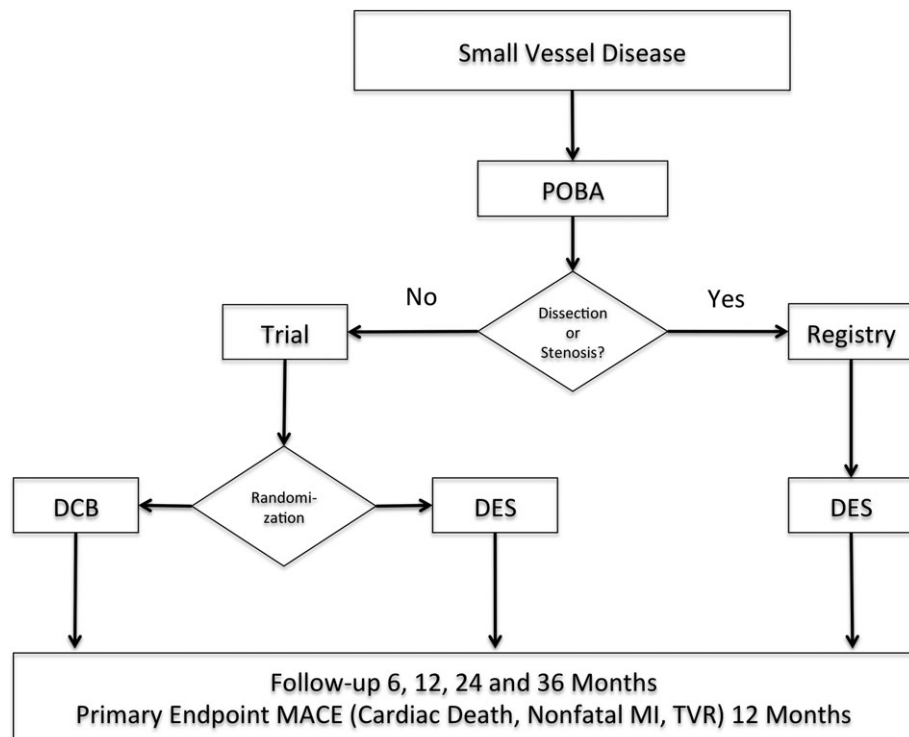 Small Vessel Disease
POBA
No
Yes
Dissection
or
Stenosis?
Trial
Registry
DCB
Randomi-
zation
DES
DES
Follow-up 6, 12, 24 and 36 Months
Primary Endpoint MACE (Cardiac Death, Nonfatal MI, TVR) 12 Months